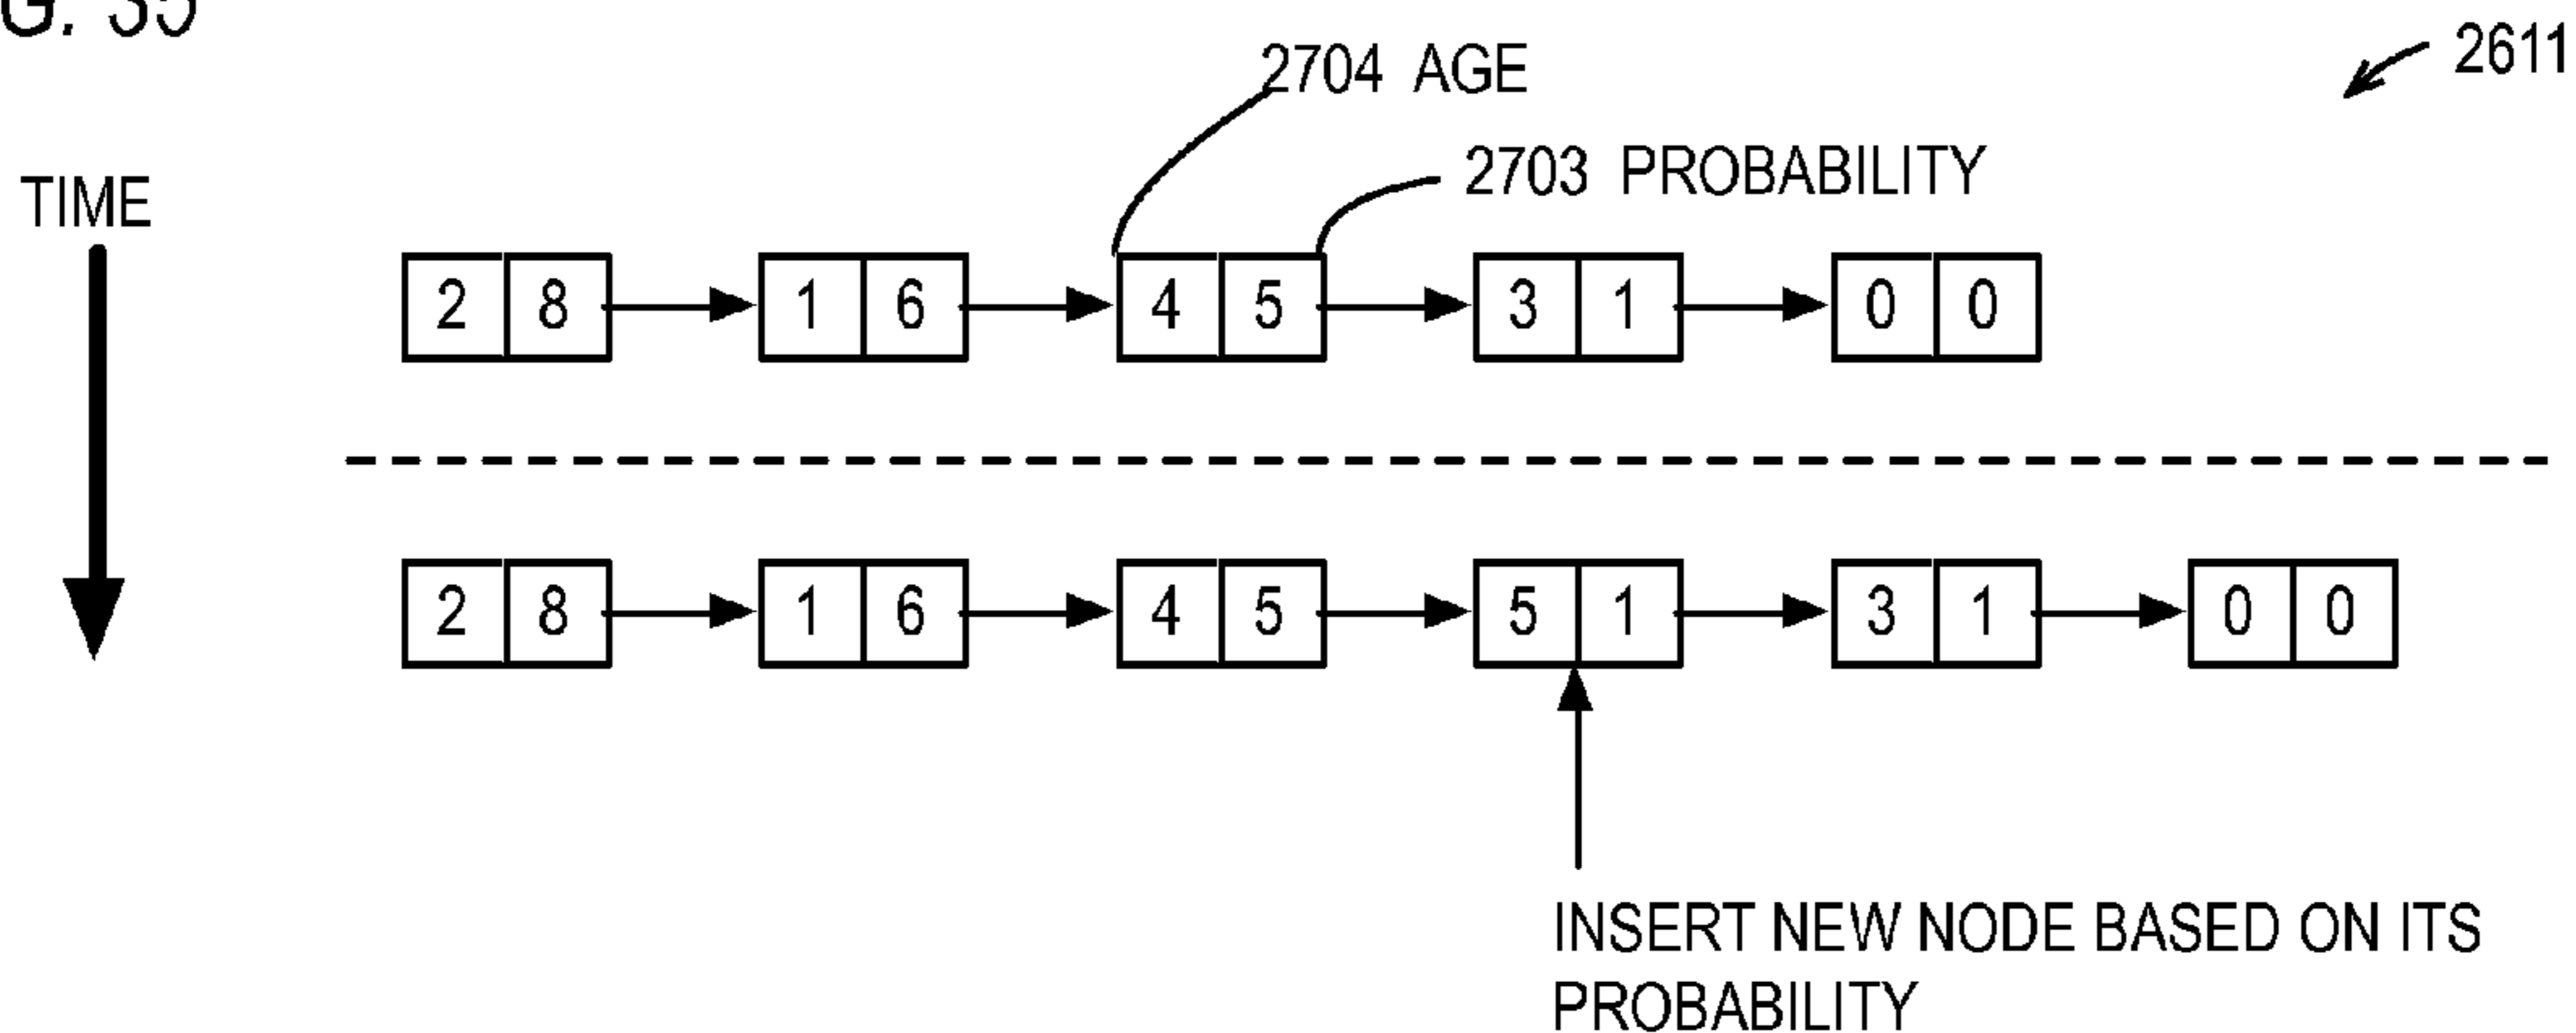 G. 35
2704 AGE
2611
2703 PROBABILITY
TIME
2 8 1 6 4 5 3 1 0 0
2 8 1 6 4 5 5 1 3 1 0 0
INSERT NEW NODE BASED ON ITS
PROBABILITY